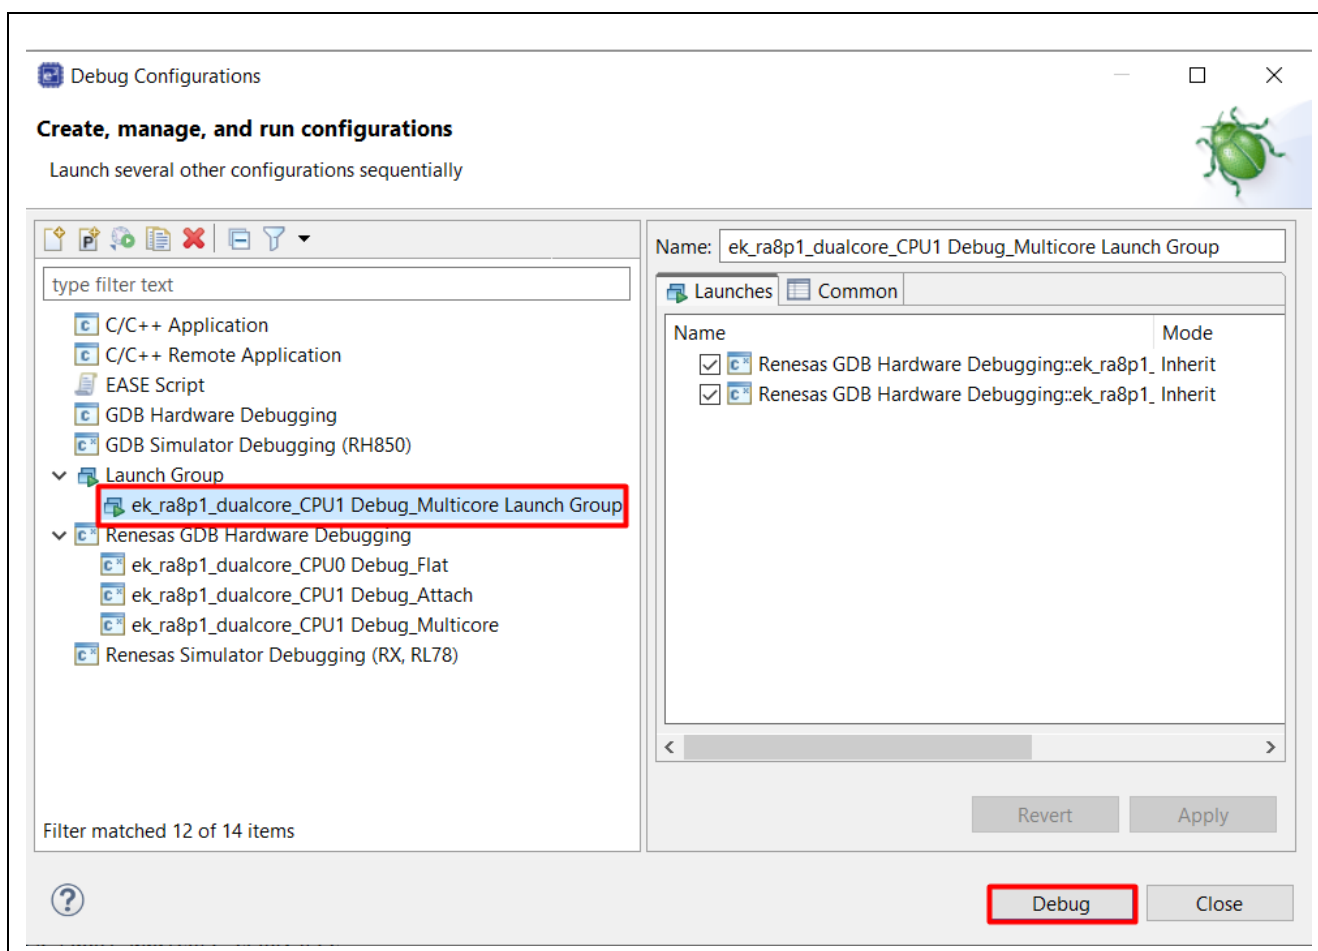 Debug Configurations
Create, manage, and run configurations
Launch several other configurations sequentially
type filter text
C/C++ Application
C/C++ Remote Application
EASE Script
GDB Hardware Debugging
GDB Simulator Debugging (RH850)
Launch Group
ek_ra8p1_dualcore_CPU1 Debug_Multicore Launch Group
Renesas GDB Hardware Debugging
ek_ra8p1_dualcore_CPU0 Debug_Flat
ek_ra8p1_dualcore_CPU1 Debug_Attach
ek_ra8p1_dualcore_CPU1 Debug_Multicore
Renesas Simulator Debugging (RX, RL78)
Filter matched 12 of 14 items
Name: ek_ra8p1_dualcore_CPU1 Debug_Multicore Launch Group
Launches Common
Name Mode
Renesas GDB Hardware Debugging::ek_ra8p1_ Inherit
Renesas GDB Hardware Debugging::ek_ra8p1_ Inherit
Revert Apply
Debug Close